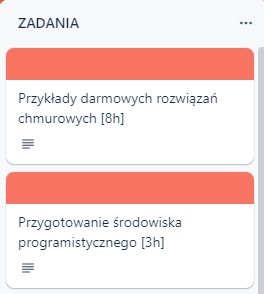 ZADANIA
Przykłady darmowych rozwiązań
chmurowych [8h]
Przygotowanie środowiska
programistycznego [3h]